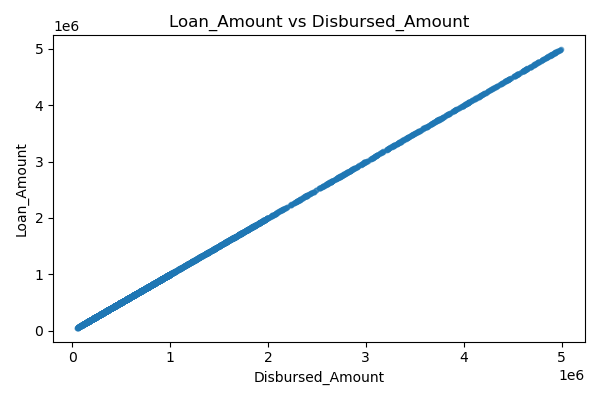 Loan_Amount vs Disbursed_Amount
1e6
5
4
3
2
1
0
Loan_Amount
0 1 2 3 4 5
1e6
Disbursed_Amount